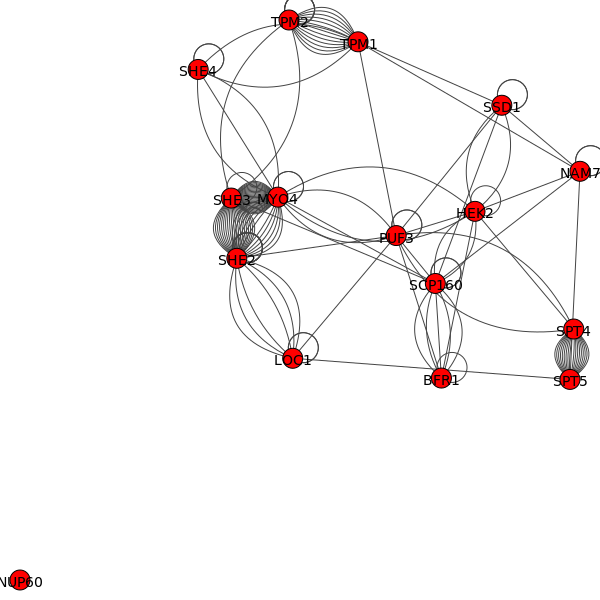 TPM2
TPM1
SHE4
SSD1
NAM7
SHE3
MYO4
HEK2
PUF3
SHE2
SCP160
SPT4
LOC1
BFR1
SPT5
NUP60